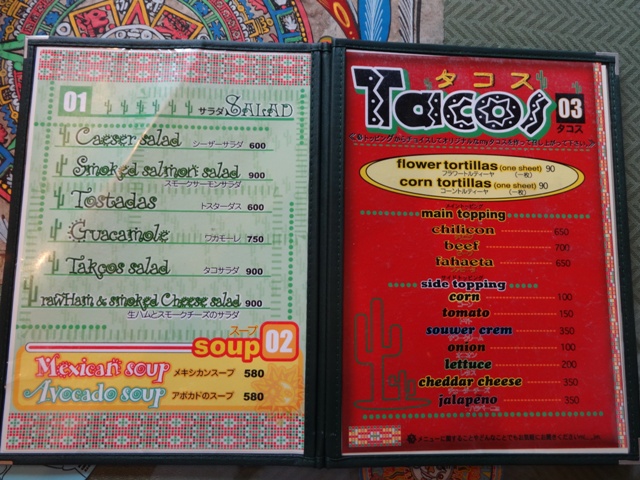 01 サラダ SALAD
Caeser salad シーザーサラダ 600
Smoked salmon salad 900
スモークサーモンサラダ
Tostadas トスターダス 600
Guacamole ワカモーレ 750
Takcos salad タコサラダ 900
rawHam & smoked Cheese salad 900
生ハムとスモークチーズのサラダ
スープ
soup 02
Mexican soup メキシカンスープ 580
Avocado soup アボカドのスープ 580
タコス
Tacos 03
タコス
flower tortillas (one sheet) 90
フラワートルティーヤ (一枚)
corn tortillas (one sheet) 90
コーントルティーヤ (一枚)
main topping
chilicon 650
beef 700
fahaeta 650
side topping
corn 100
tomato 150
souwer crem 350
onion 100
lettuce 200
cheddar cheese 350
jalapeno 350